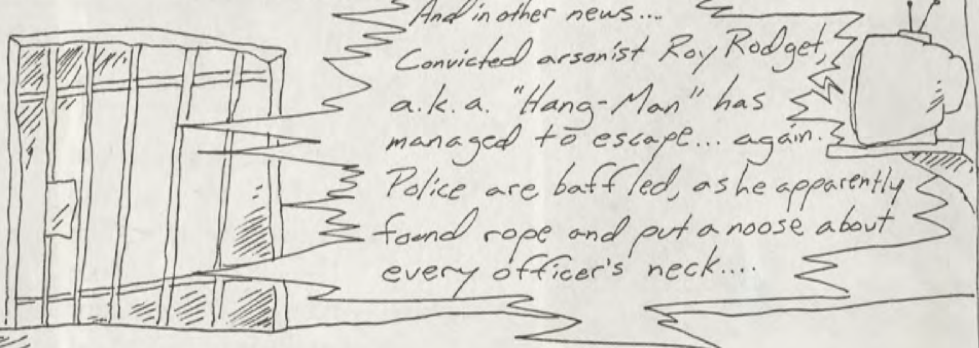 And in other news....
Convicted arsonist Roy Rodget,
a.k.a. "Hang-Man" has
managed to escape... again.
Police are baffled, as he apparently
found rope and put a noose about
every officer's neck....